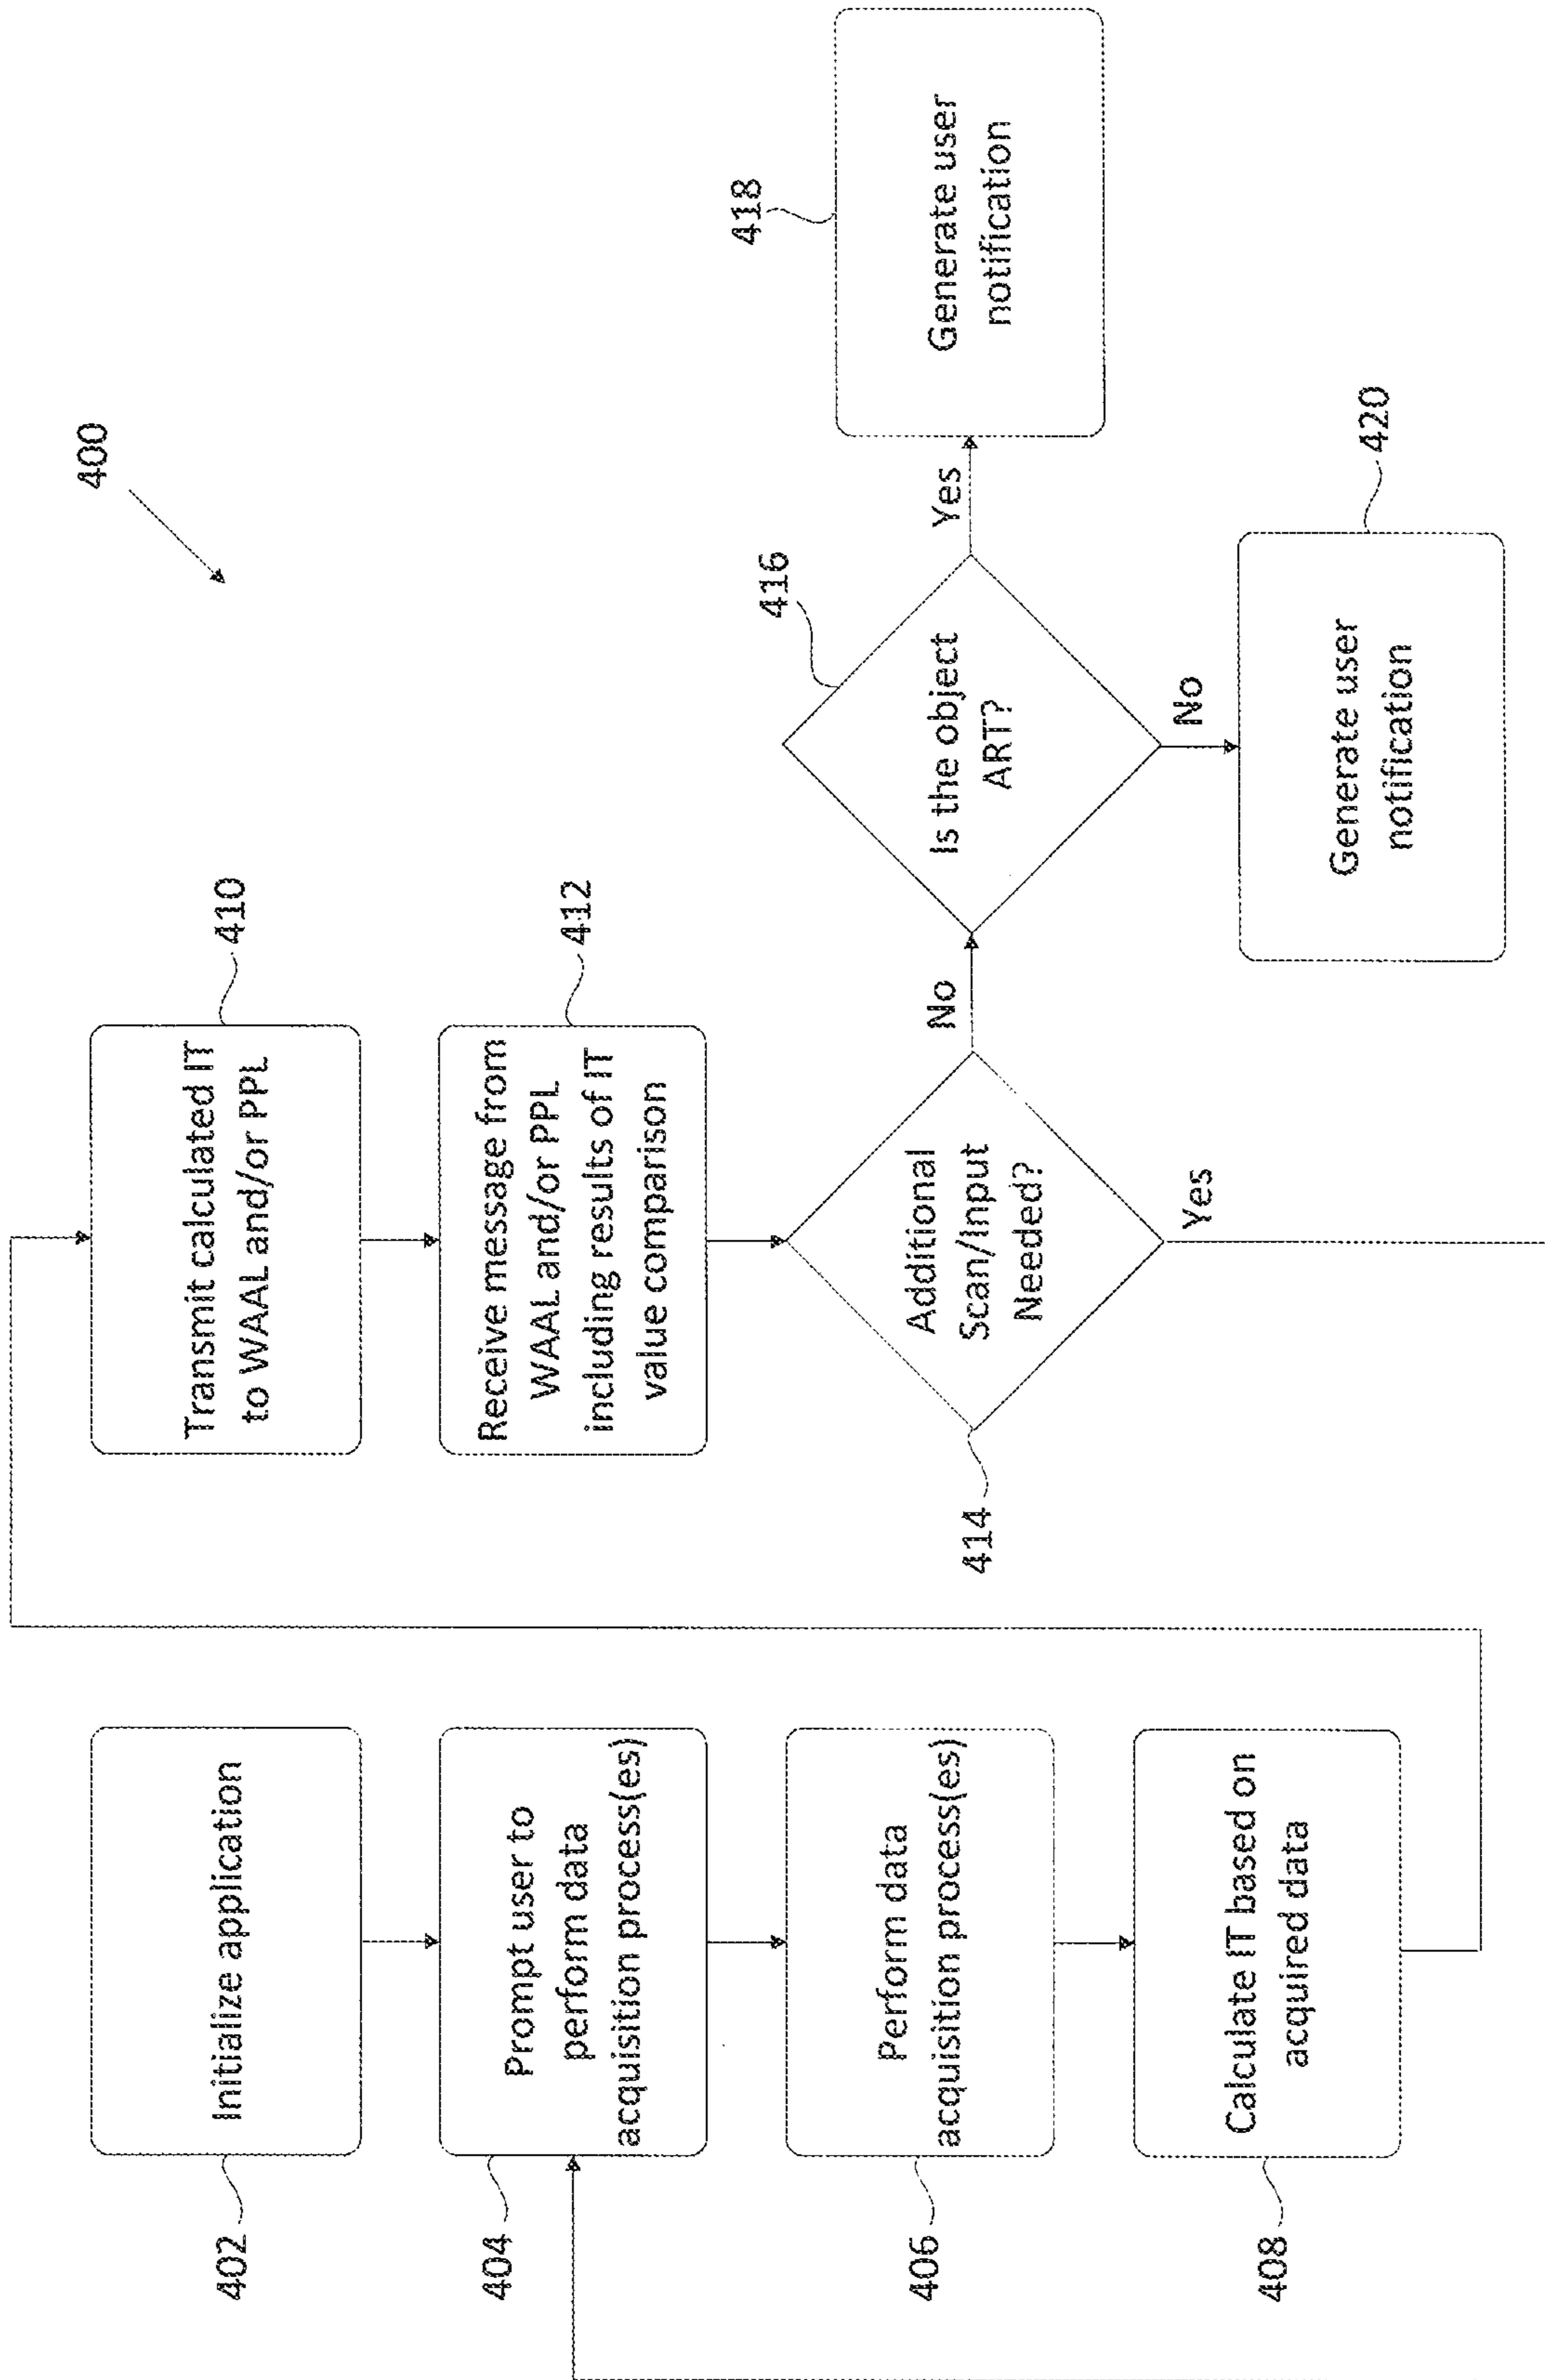 400
402
Initialize application
404
Prompt user to
perform data
acquisition process(es)
406
Perform data
acquisition process(es)
408
Calculate IT based on
acquired data
410
Transmit calculated IT
to WAAL and/or PPL
412
Receive message from
WAAL and/or PPL
including results of IT
value comparison
414
Additional
Scan/Input
Needed?
No
Yes
416
Is the object
ART?
Yes
No
418
Generate user
notification
420
Generate user
notification